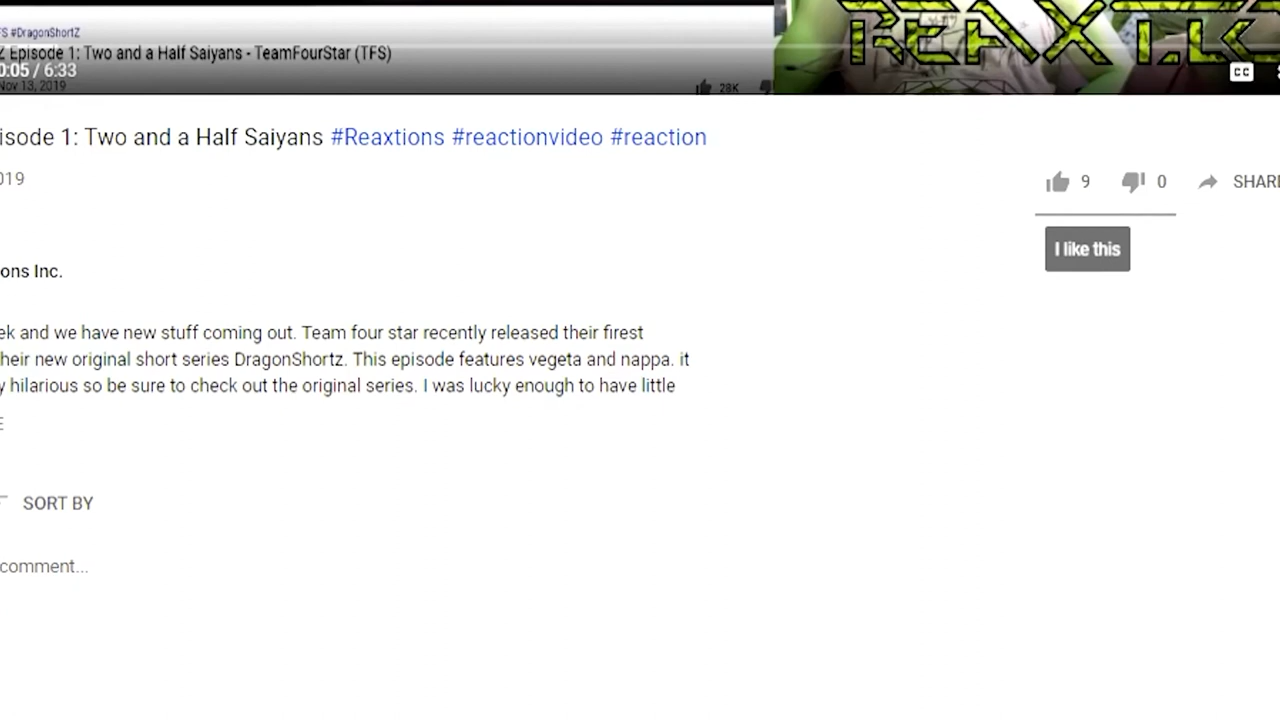 FS #DragonShortZ
REAXTIO
Z Episode 1: Two and a Half Saiyans - TeamFourStar (TFS)
0:05 / 6:33
Nov 13, 2019
28K
CC
isode 1: Two and a Half Saiyans #Reaxtions #reactionvideo #reaction
019
9 0 SHARE
I like this
ons Inc.
ek and we have new stuff coming out. Team four star recently released their firest
heir new original short series DragonShortz. This episode features vegeta and nappa. it
y hilarious so be sure to check out the original series. I was lucky enough to have little
E
SORT BY
comment...